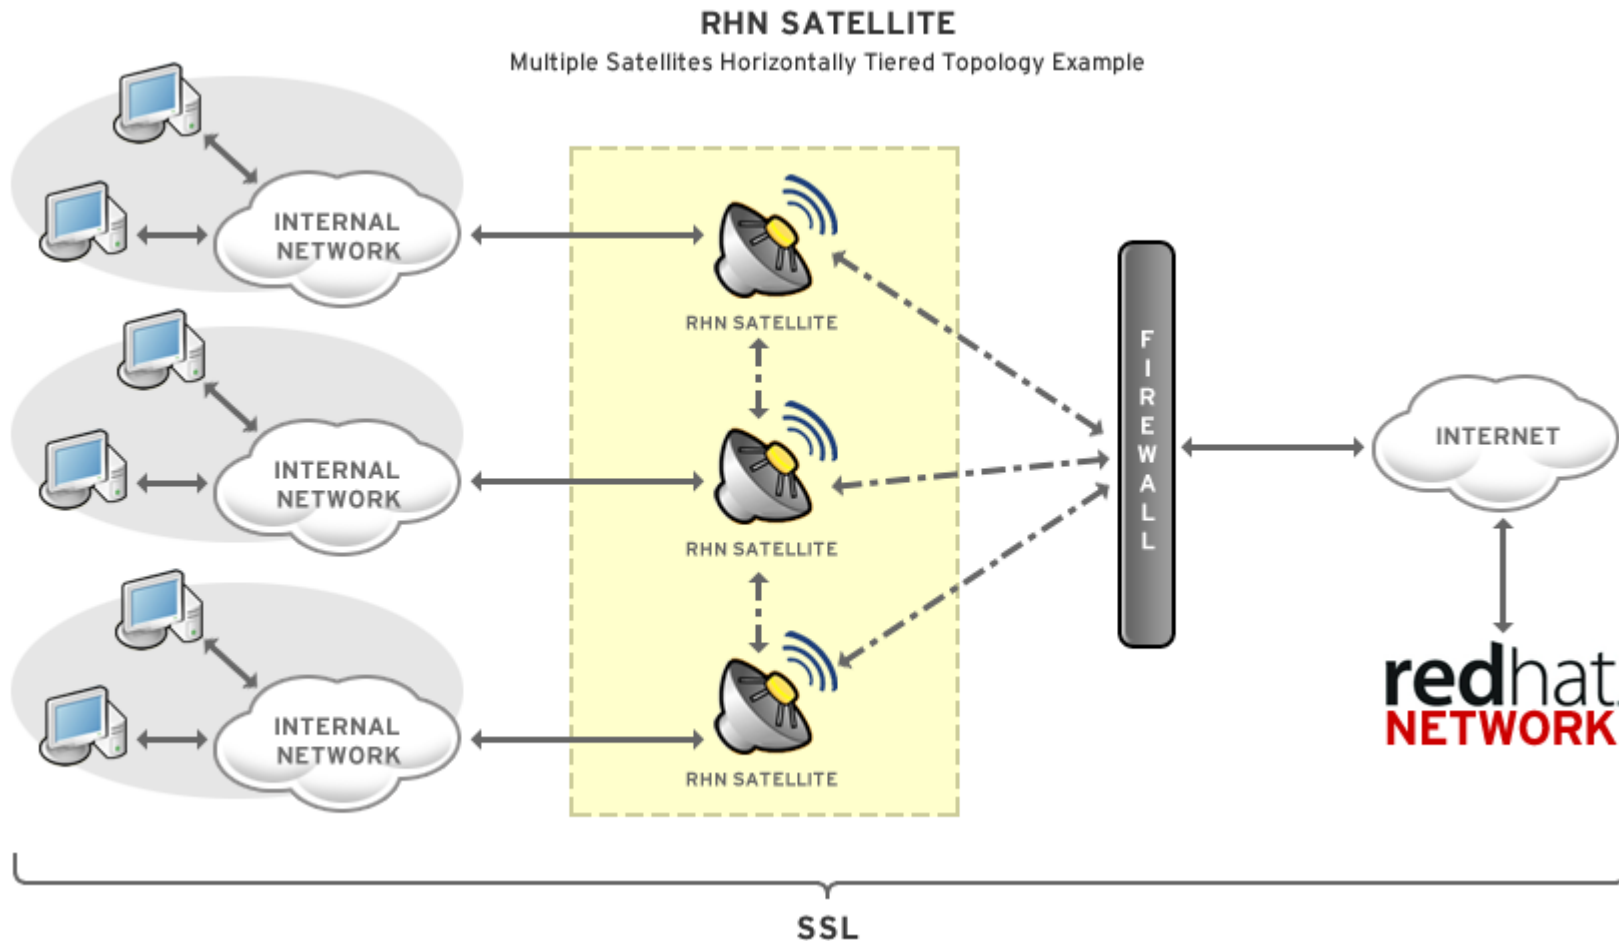 RHN SATELLITE
Multiple Satellites Horizontally Tiered Topology Example
INTERNAL
NETWORK
RHN SATELLITE
INTERNAL
NETWORK
RHN SATELLITE
INTERNAL
NETWORK
RHN SATELLITE
FIREWALL
INTERNET
redhat.
NETWORK
SSL